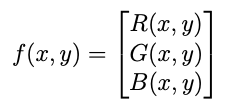 f(x, y) = [R(x, y)
G(x, y)
B(x, y)]